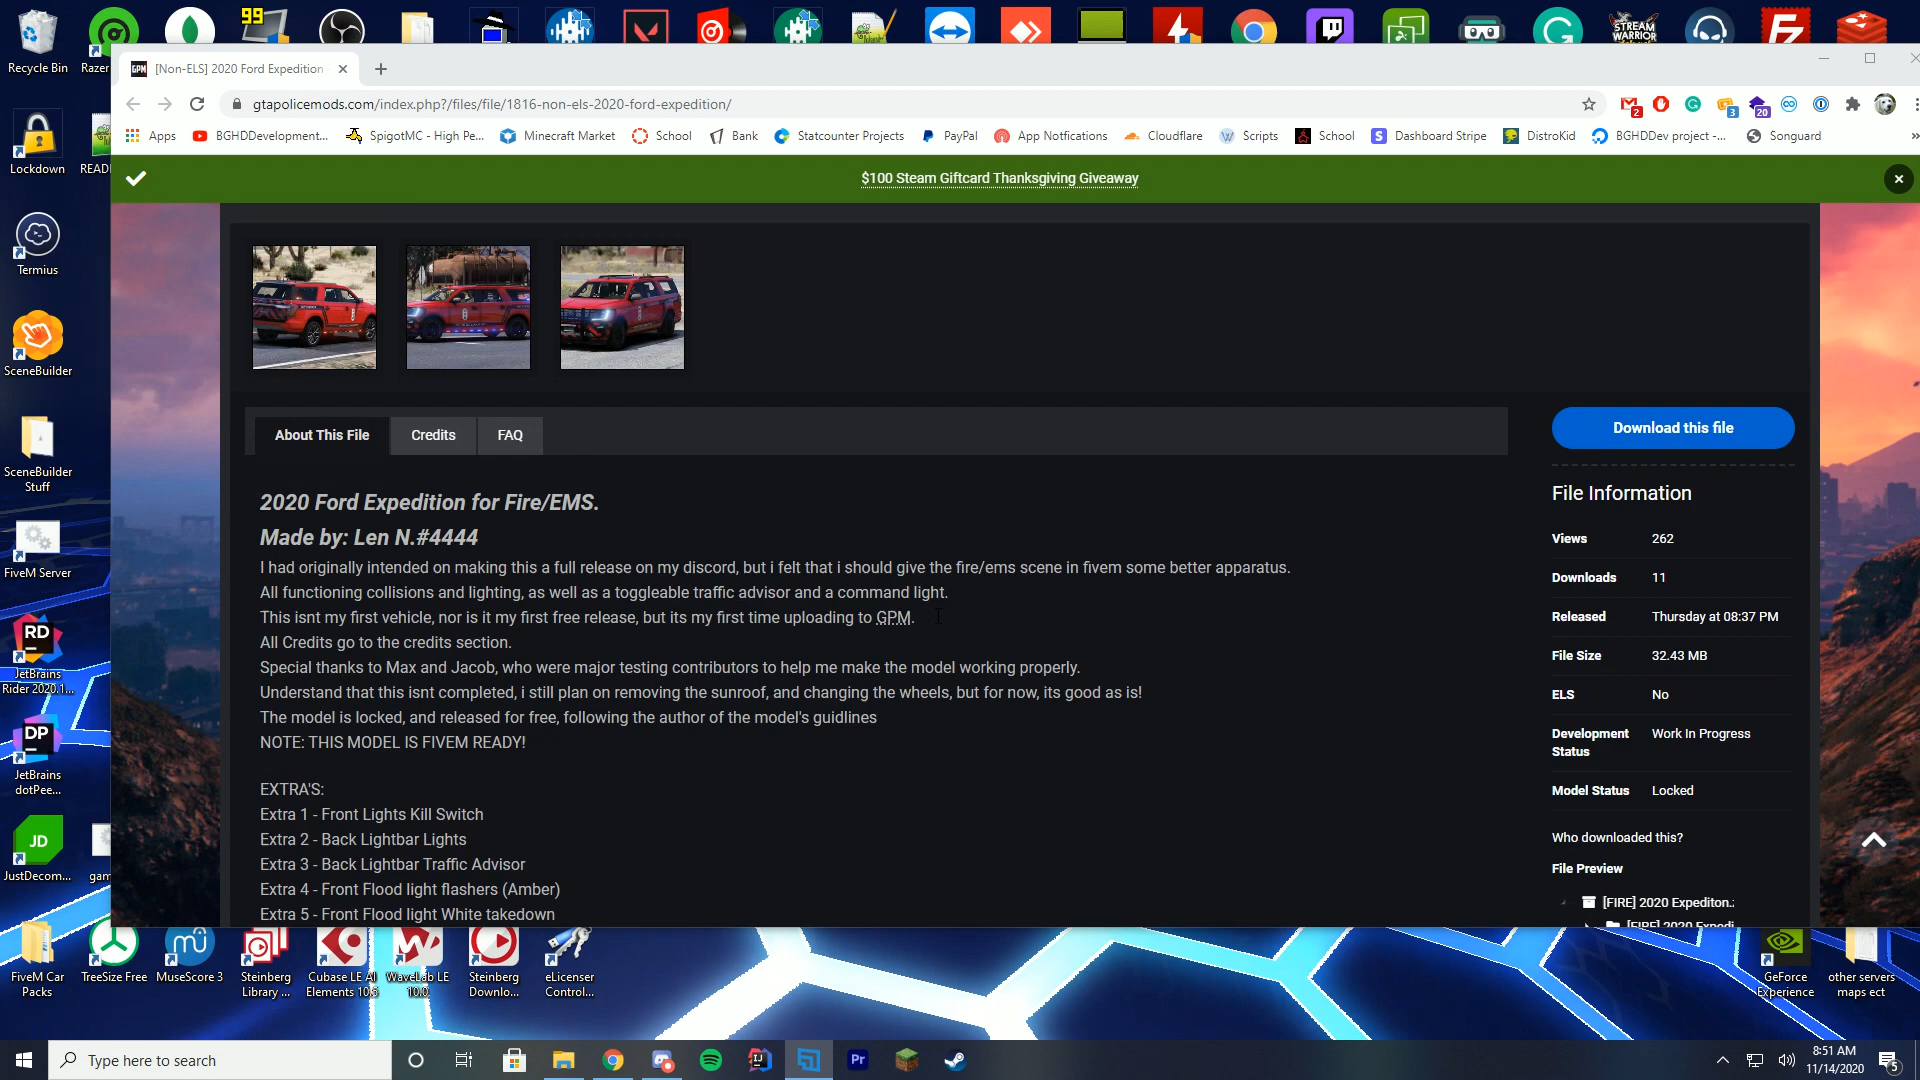 99
Recycle Bin
Razer
[Non-ELS] 2020 Ford Expedition
gtapolicemods.com/index.php?/files/file/1816-non-els-2020-ford-expedition/
Apps
BGHDDevelopment...
SpigotMC - High Pe...
Minecraft Market
School
Bank
Statcounter Projects
PayPal
App Notfications
Cloudflare
Scripts
School
Dashboard Stripe
DistroKid
BGHDDev project -...
Songuard
$100 Steam Giftcard Thanksgiving Giveaway
Lockdown
READ
Termius
SceneBuilder
SceneBuilder
Stuff
FiveM Server
JetBrains
Rider 2020.1...
JetBrains
dotPee...
JustDecom...
gam
About This File
Credits
FAQ
2020 Ford Expedition for Fire/EMS.
Made by: Len N.#4444
I had originally intended on making this a full release on my discord, but i felt that i should give the fire/ems scene in fivem some better apparatus.
All functioning collisions and lighting, as well as a toggleable traffic advisor and a command light.
This isnt my first vehicle, nor is it my first free release, but its my first time uploading to GPM.
All Credits go to the credits section.
Special thanks to Max and Jacob, who were major testing contributors to help me make the model working properly.
Understand that this isnt completed, i still plan on removing the sunroof, and changing the wheels, but for now, its good as is!
The model is locked, and released for free, following the author of the model's guidlines
NOTE: THIS MODEL IS FIVEM READY!
EXTRA'S:
Extra 1 - Front Lights Kill Switch
Extra 2 - Back Lightbar Lights
Extra 3 - Back Lightbar Traffic Advisor
Extra 4 - Front Flood light flashers (Amber)
Extra 5 - Front Flood light White takedown
Download this file
File Information
Views 262
Downloads 11
Released Thursday at 08:37 PM
File Size 32.43 MB
ELS No
Development Status Work In Progress
Model Status Locked
Who downloaded this?
File Preview
[FIRE] 2020 Expediton.:
[FIRE] 2020 Expedi
FiveM Car
Packs
TreeSize Free
MuseScore 3
Steinberg
Library ...
Cubase LE AI
Elements 10.5
WaveLab LE
10.0
Steinberg
Downlo...
eLicenser
Control...
GeForce
Experience
other servers
maps ect
Type here to search
8:51 AM
11/14/2020
5